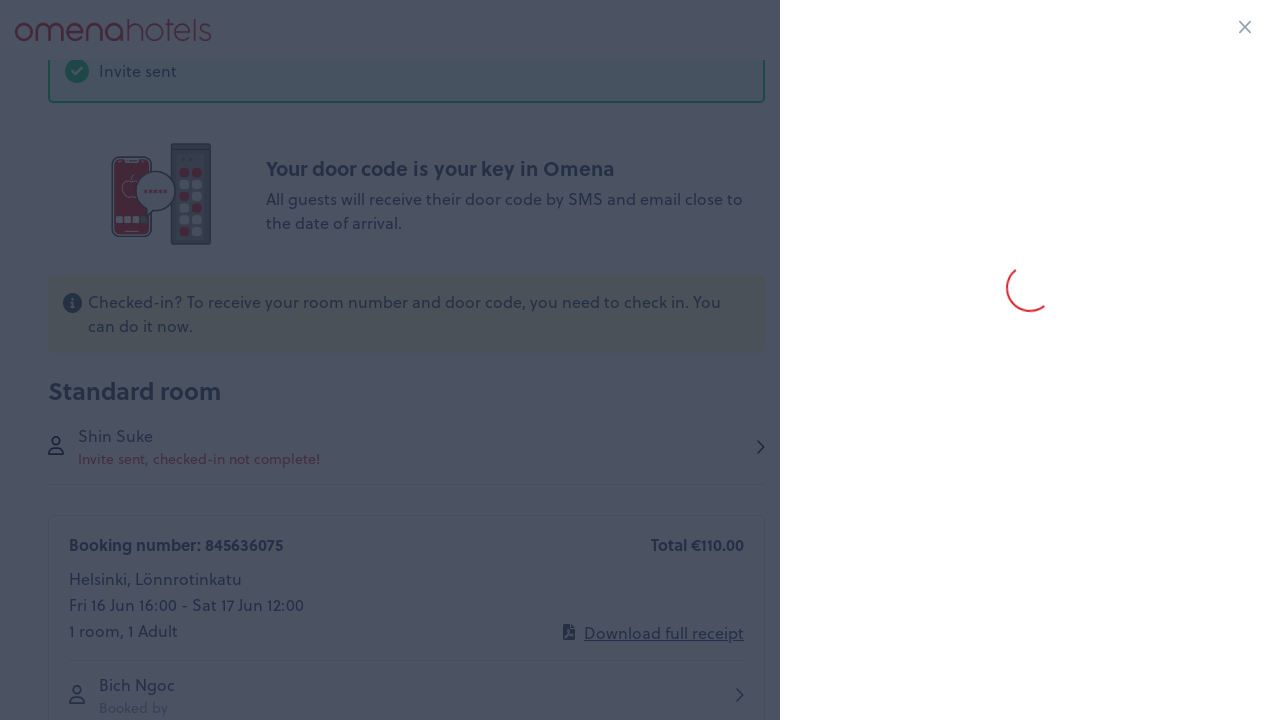 omenahotels
Invite sent
Your door code is your key in Omena
All guests will receive their door code by SMS and email close to
the date of arrival.
Checked-in? To receive your room number and door code, you need to check in. You
can do it now.
Standard room
Shin Suke
Invite sent, checked-in not complete!
Booking number: 845636075 Total €110.00
Helsinki, Lönnrotinkatu
Fri 16 Jun 16:00 - Sat 17 Jun 12:00
1 room, 1 Adult
Download full receipt
Bich Ngoc
Booked by